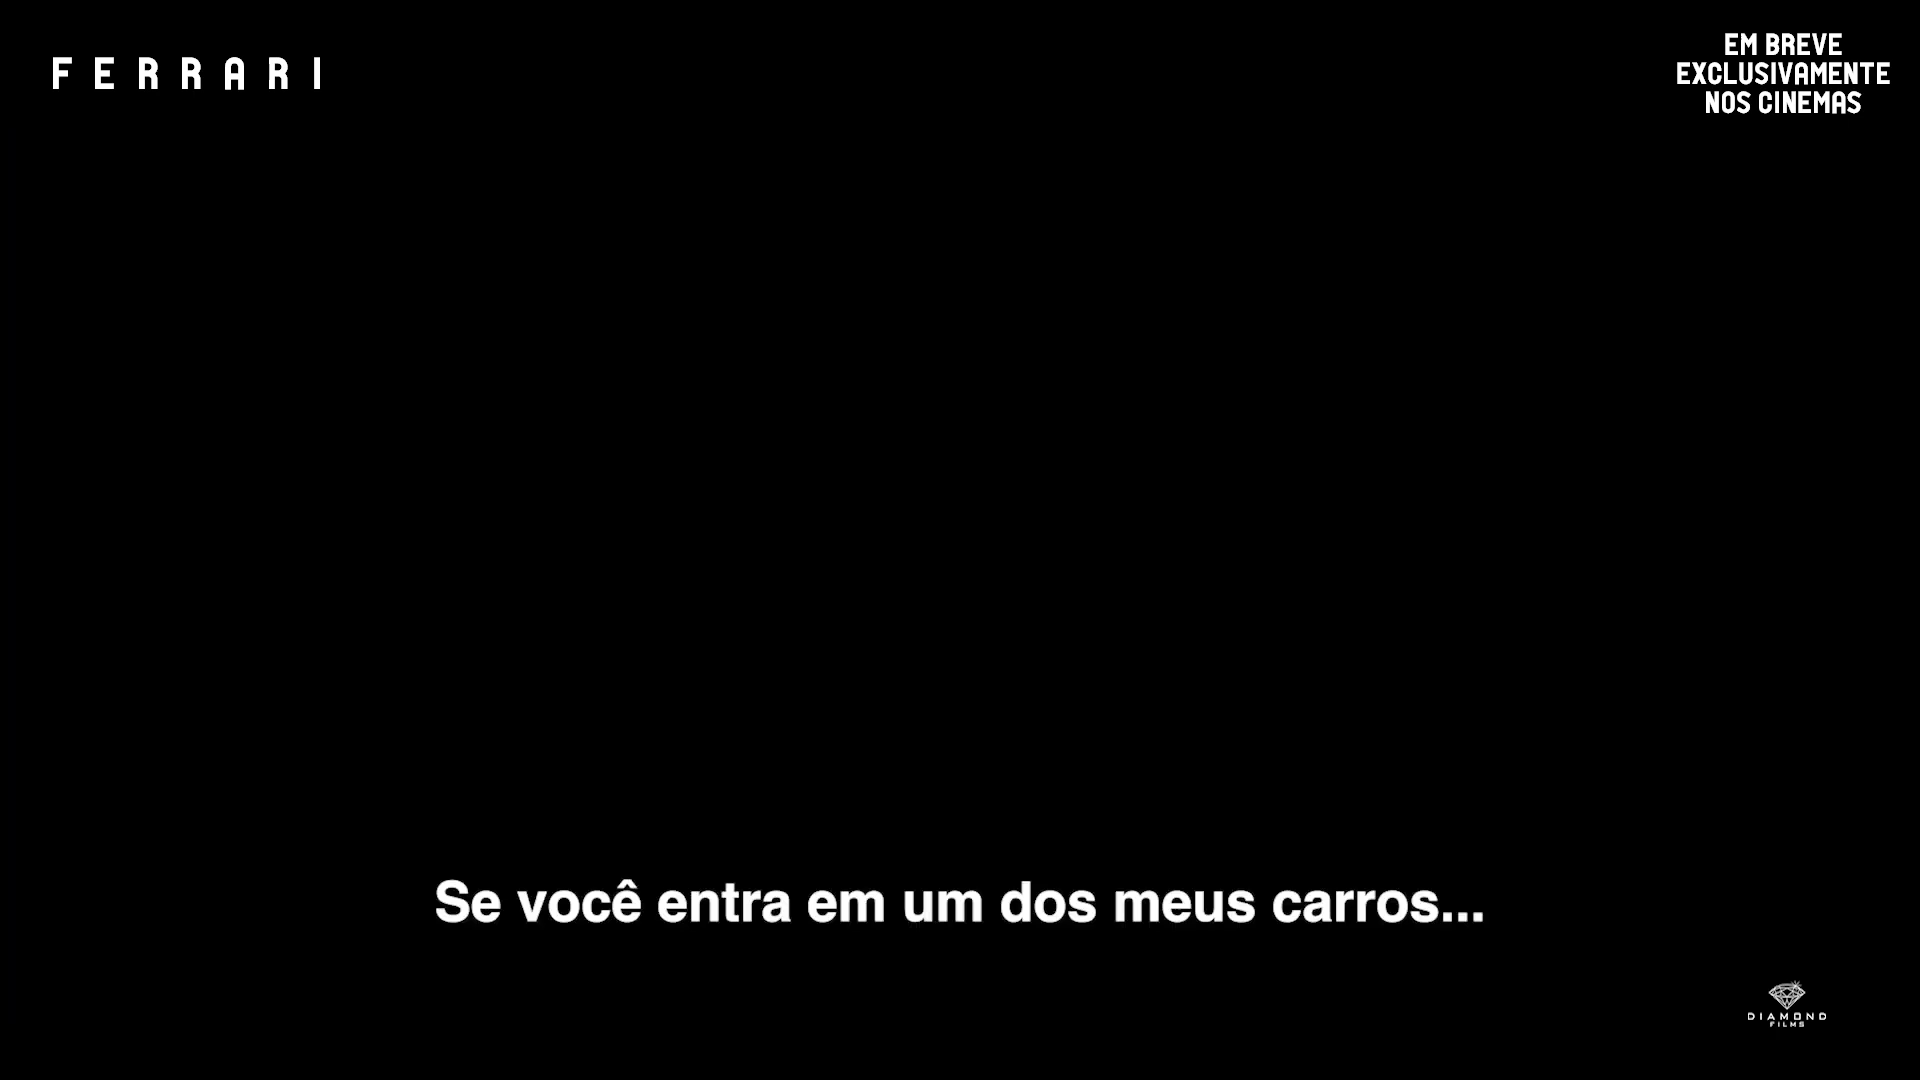 FERRARI
EM BREVE
EXCLUSIVAMENTE
NOS CINEMAS
Se você entra em um dos meus carros...
DIAMOND
FILMS